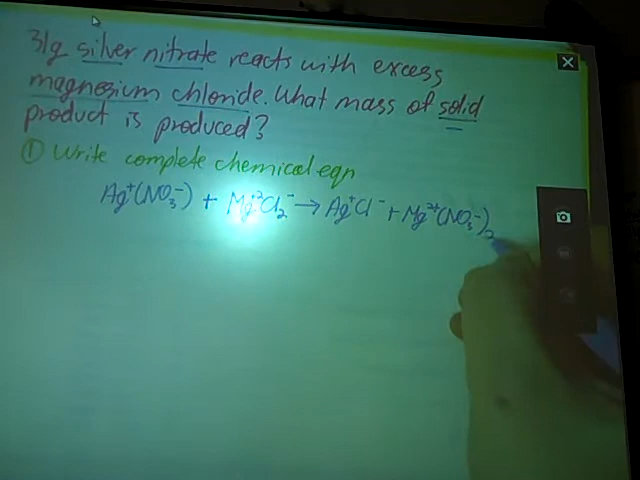 31g silver nitrate reacts with excess
magnesium chloride. What mass of solid
product is produced?
① Write complete chemical eqn
Ag⁺(NO₃⁻) + Mg²⁺Cl₂⁻ → Ag⁺Cl⁻ + Mg²⁺(NO₃⁻)₂